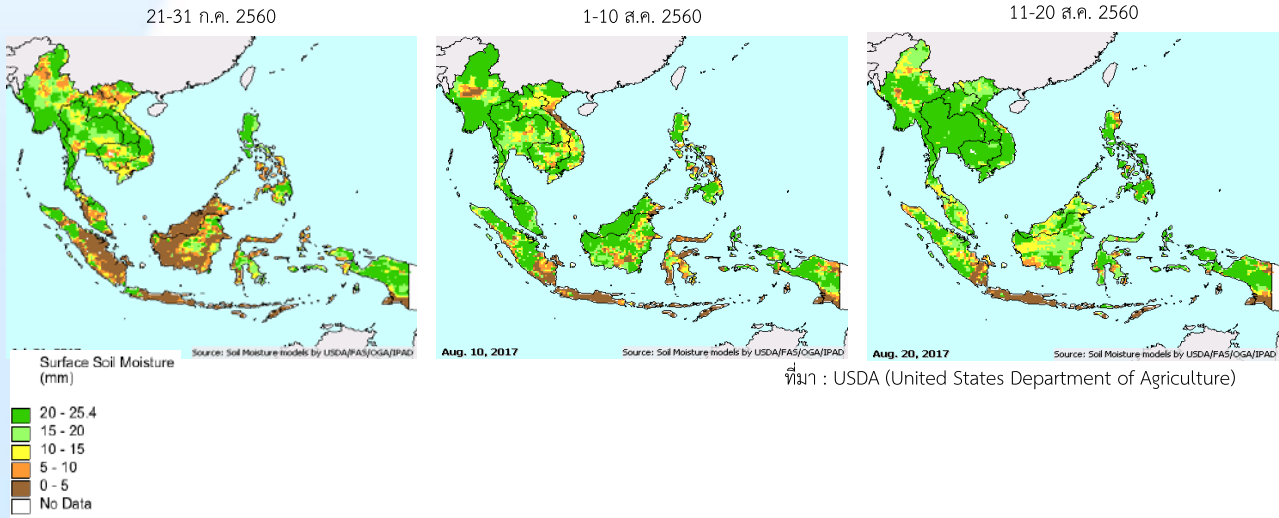 21-31 ก.ค. 2560
1-10 ส.ค. 2560
11-20 ส.ค. 2560
Source: Soil Moisture models by USDA/FAS/OGA/IPAD
Aug. 10, 2017
Source: Soil Moisture models by USDA/FAS/OGA/IPAD
Aug. 20, 2017
Source: Soil Moisture models by USDA/FAS/OGA/IPAD
ที่มา : USDA (United States Department of Agriculture)
Surface Soil Moisture
(mm)
20 - 25.4
15 - 20
10 - 15
5 - 10
0 - 5
No Data